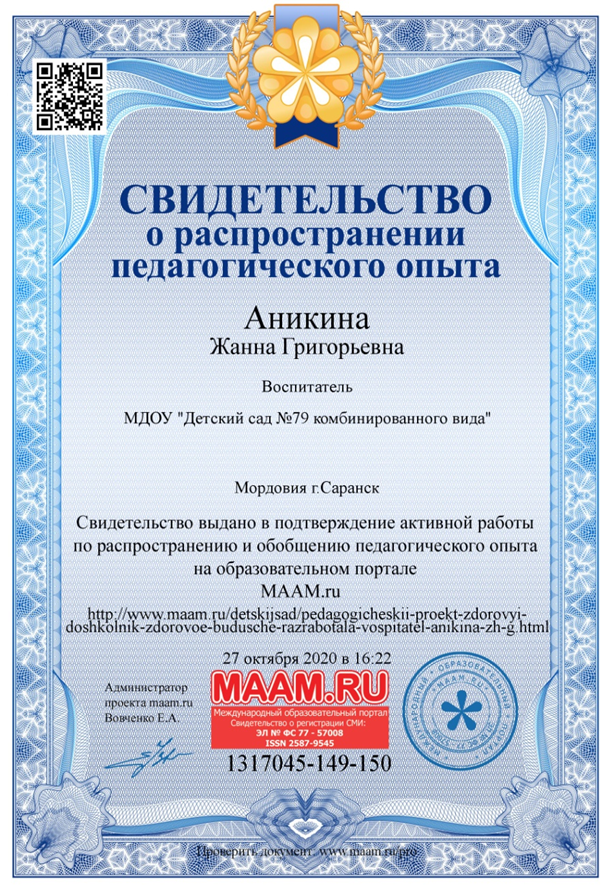 СВИДЕТЕЛЬСТВО
о распространении
педагогического опыта
Аникина
Жанна Григорьевна
Воспитатель
МДОУ "Детский сад №79 комбинированного вида"
Мордовия г.Саранск
Свидетельство выдано в подтверждение активной работы
по распространению и обобщению педагогического опыта
на образовательном портале
MAAM.ru
http://www.maam.ru/detskijsad/pedagogicheskii-proekt-zdorovyi-
doshkolnik-zdorovoe-budusche-razrabotala-vospitatel-anikina-zh-g.html
27 октября 2020 в 16:22
Администратор
проекта maam.ru
Вовченко Е.А.
MAAM.RU
Международный образовательный портал
Свидетельство о регистрации СМИ:
ЭЛ № ФС 77 - 57008
ISSN 2587-9545
1317045-149-150
МЕЖДУНАРОДНЫЙ ОБРАЗОВАТЕЛЬНЫЙ ПОРТАЛ
"MAAM.RU"
Проверить документ: www.maam.ru/pro